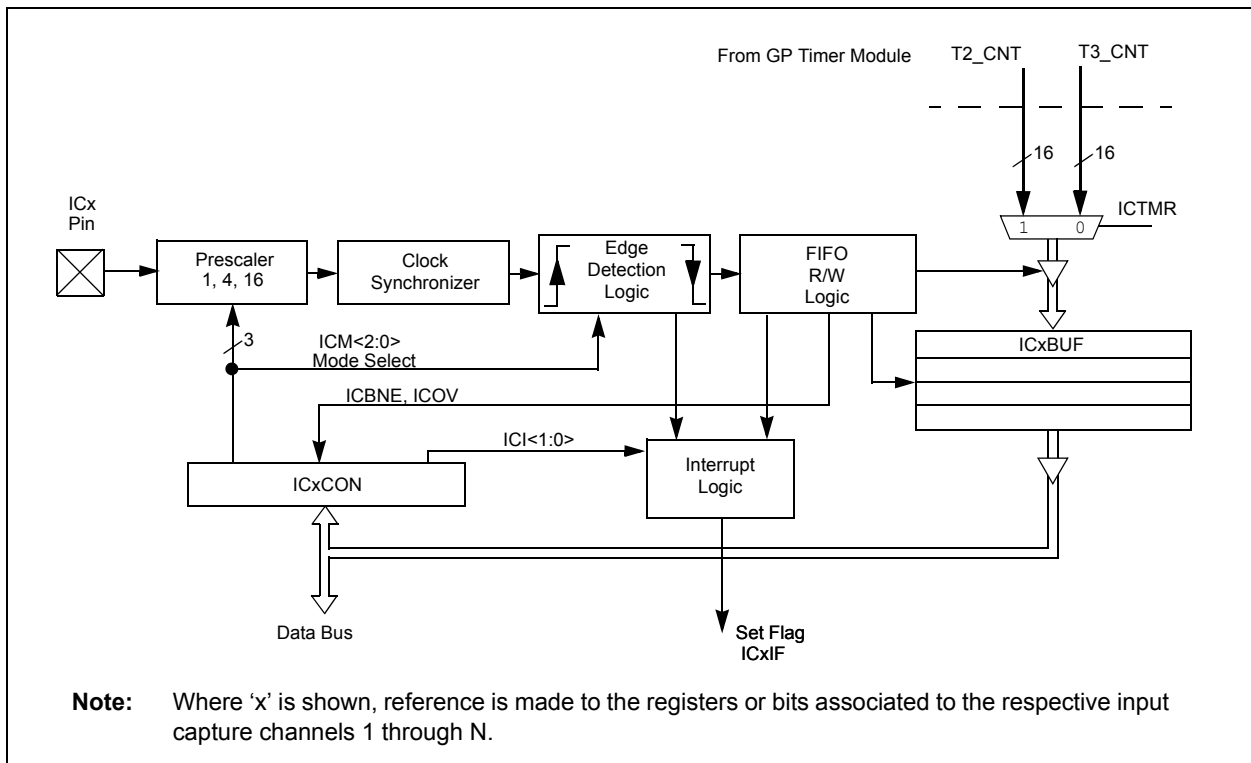 From GP Timer Module
T2_CNT
T3_CNT
16
16
ICx
Pin
1
0
ICTMR
Prescaler
1, 4, 16
Clock
Synchronizer
Edge
Detection
Logic
FIFO
R/W
Logic
3
ICM<2:0>
Mode Select
ICxBUF
ICBNE, ICOV
ICI<1:0>
ICxCON
Interrupt
Logic
Data Bus
Set Flag
ICxIF
Note: Where ‘x’ is shown, reference is made to the registers or bits associated to the respective input
capture channels 1 through N.